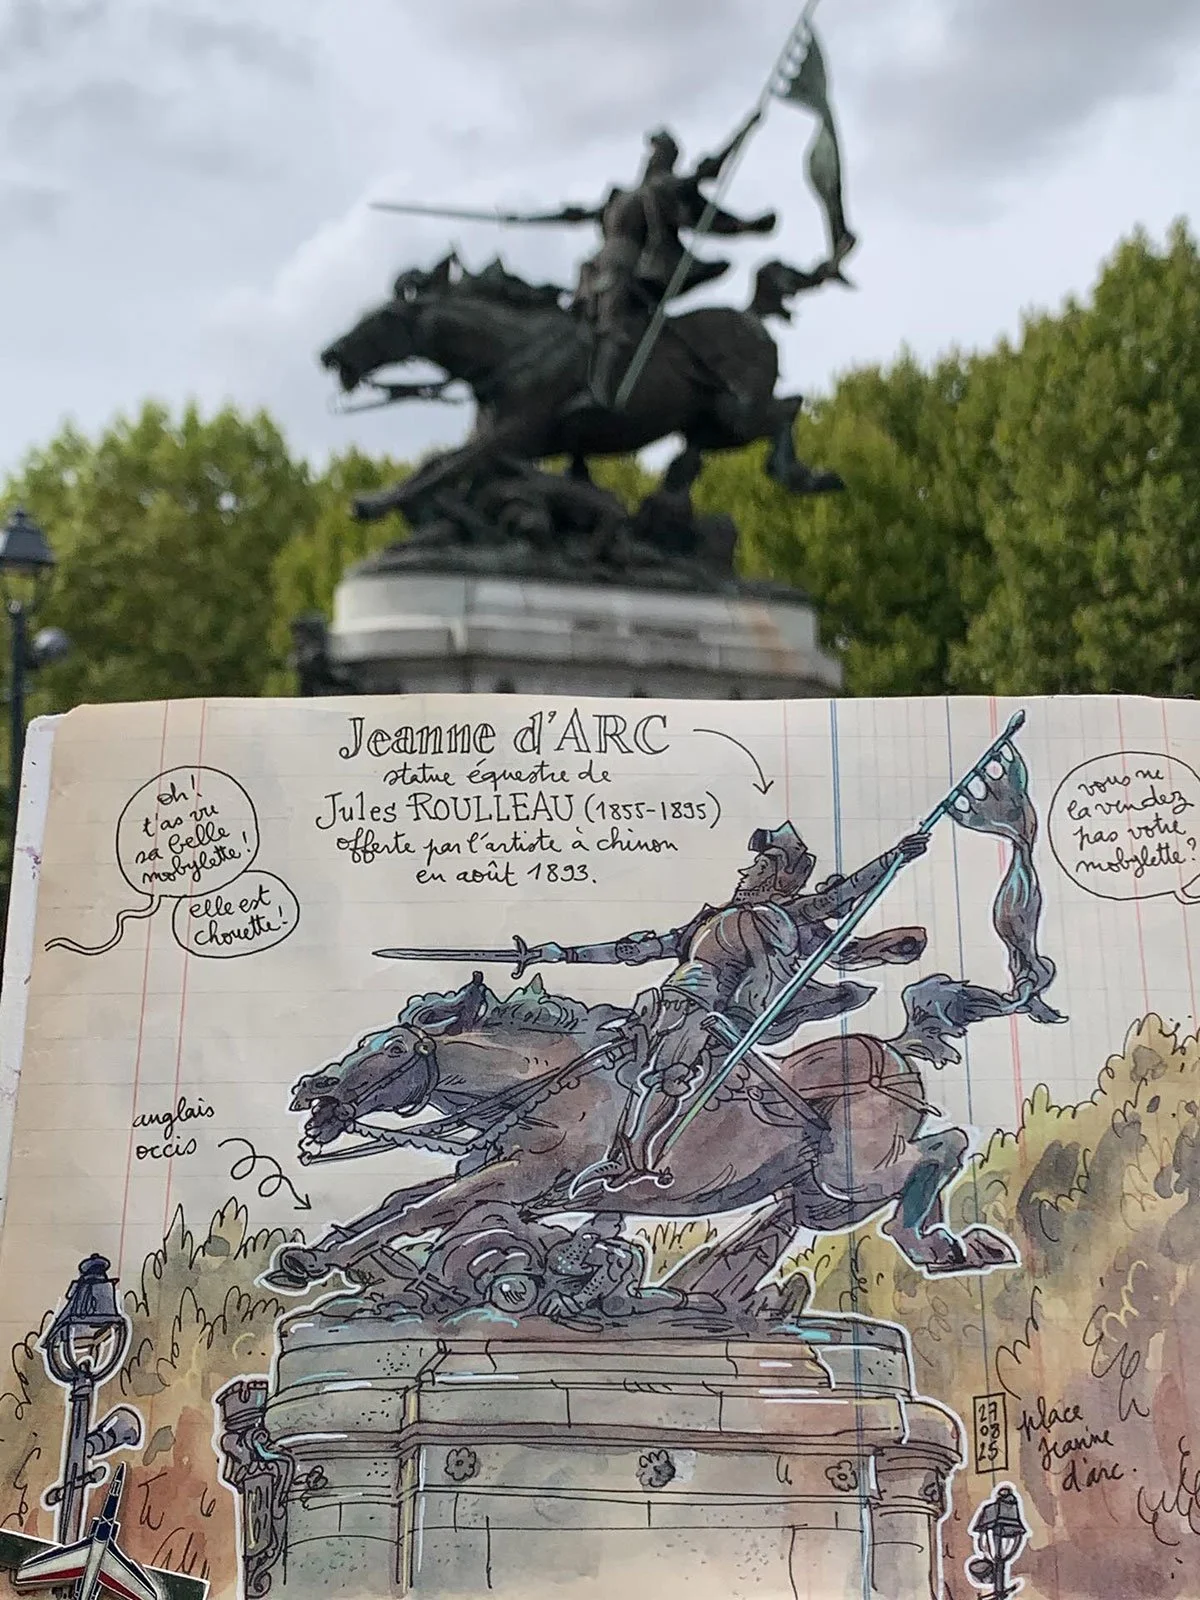 Jeanne d'ARC
statue équestre de
Jules ROULLEAU (1855-1895)
offerte par l'artiste à chinon
en août 1893.
oh!
t'as vu
sa belle
mobylette!
elle est
chouette!
vous ne
la vendez
pas votre
mobylette?
anglais
occis
27
08
25
place
Jeanne
d'arc.